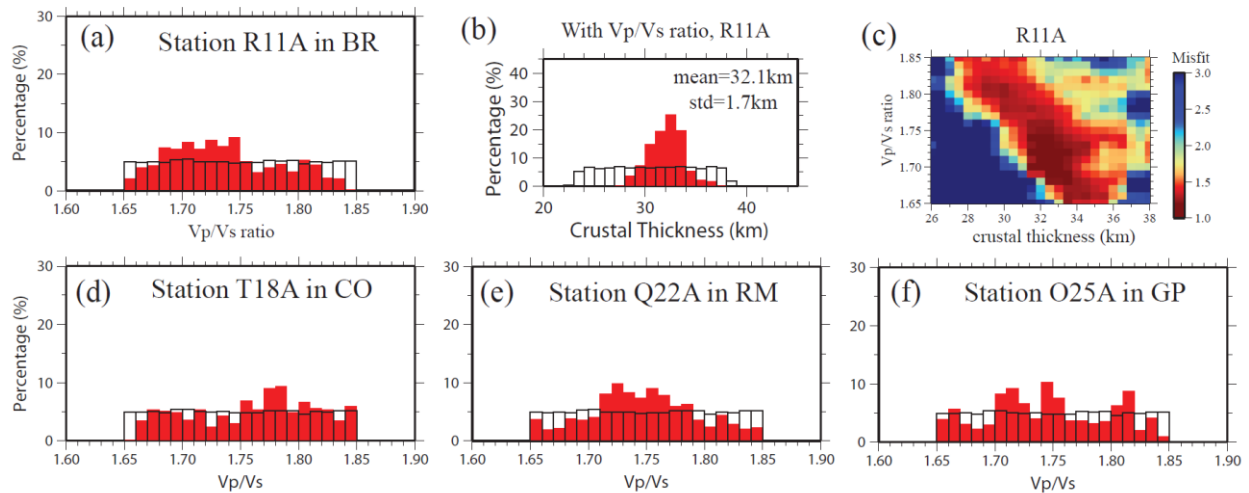 (a) Station R11A in BR
Percentage (%)
30
20
10
0
1.60 1.65 1.70 1.75 1.80 1.85 1.90
Vp/Vs ratio
With Vp/Vs ratio, R11A
(b)
mean=32.1km
std=1.7km
Percentage (%)
40
30
20
10
0
20 30 40
Crustal Thickness (km)
(c) R11A
Misfit
Vp/Vs ratio
1.85
1.80
1.75
1.70
1.65
26 28 30 32 34 36 38
crustal thickness (km)
3.0
2.5
2.0
1.5
1.0
(d) Station T18A in CO
Percentage (%)
30
20
10
0
1.60 1.65 1.70 1.75 1.80 1.85 1.90
Vp/Vs
(e) Station Q22A in RM
30
20
10
0
1.60 1.65 1.70 1.75 1.80 1.85 1.90
Vp/Vs
(f) Station O25A in GP
30
20
10
0
1.60 1.65 1.70 1.75 1.80 1.85 1.90
Vp/Vs